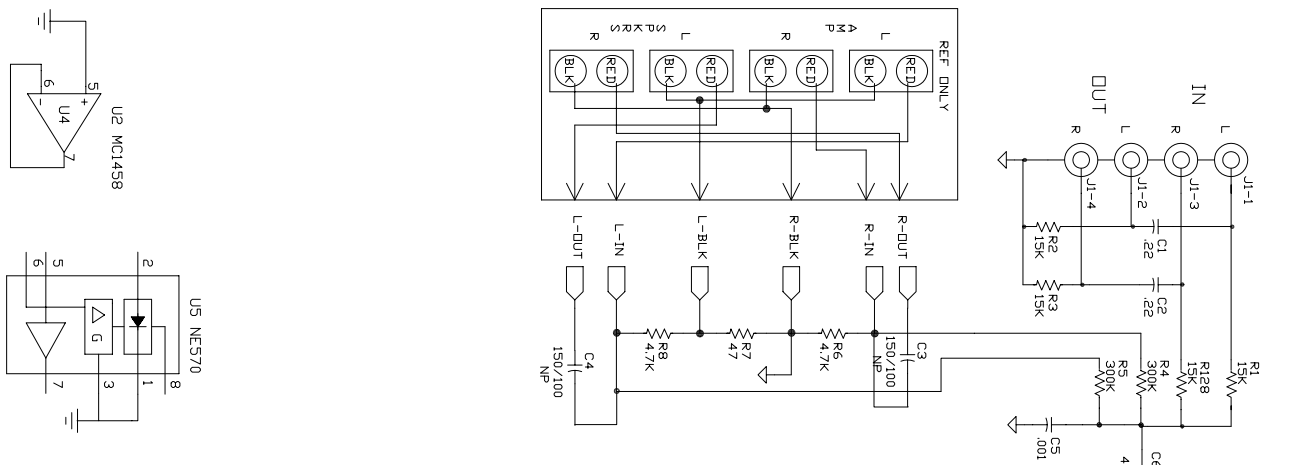 REF ONLY
AMP
SPKRS
L
R
L
R
RED
BLK
RED
BLK
RED
BLK
RED
BLK
IN
OUT
L
R
L
R
J1-1
J1-3
J1-2
J1-4
C1
.22
C2
.22
R2
15K
R3
15K
R1
15K
R128
15K
R4
300K
R5
300K
C5
.001
4
R-OUT
R-IN
R-BLK
L-BLK
L-IN
L-OUT
C3
150/100
NP
R6
4.7K
R7
47
R8
4.7K
C4
150/100
NP
U2 MC1458
U4
5
+
6
-
7
U5 NE570
2
5
6
G
8
1
3
7